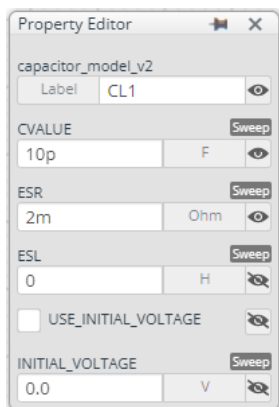 Property Editor
capacitor_model_v2
Label CL1
CVALUE Sweep
10p F
ESR Sweep
2m Ohm
ESL Sweep
0 H
USE_INITIAL_VOLTAGE
INITIAL_VOLTAGE Sweep
0.0 V